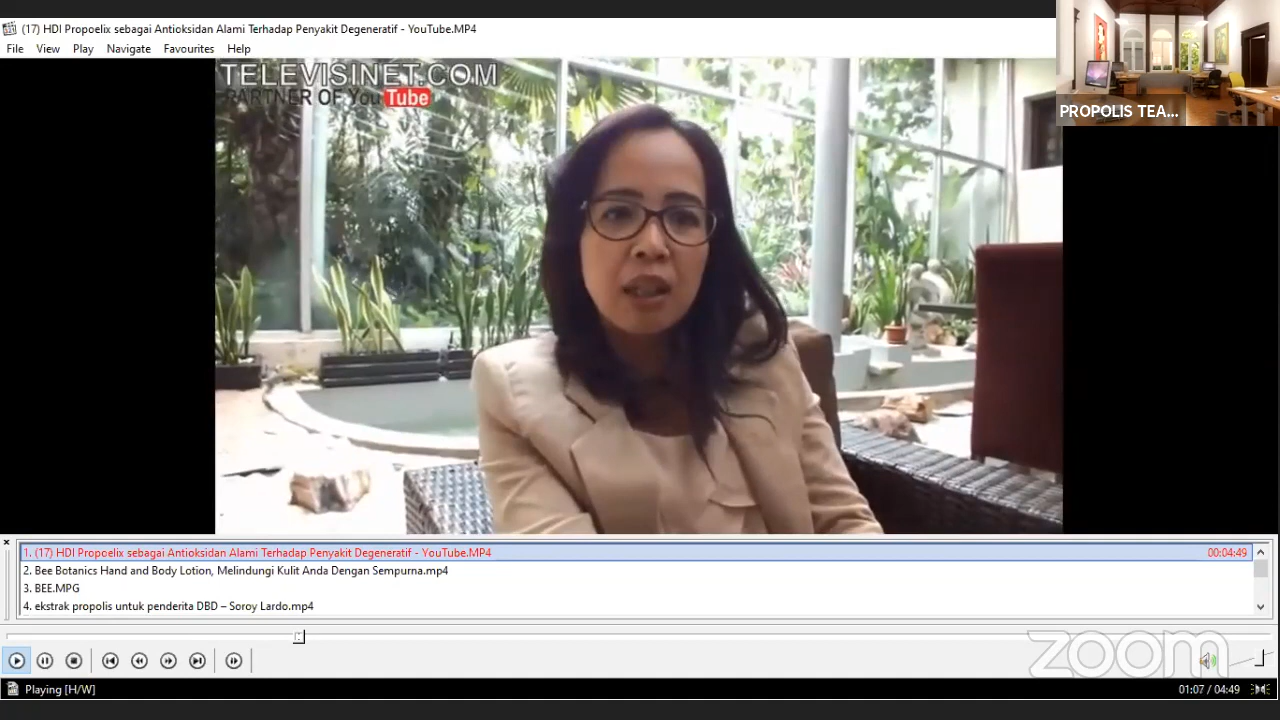 (17) HDI Propoelix sebagai Antioksidan Alami Terhadap Penyakit Degeneratif - YouTube.MP4
File View Play Navigate Favourites Help
PROPOLIS TEA...
TELEVISINET.COM
PARTNER OF YouTube
1. (17) HDI Propoelix sebagai Antioksidan Alami Terhadap Penyakit Degeneratif - YouTube.MP4 00:04:49
2. Bee Botanics Hand and Body Lotion, Melindungi Kulit Anda Dengan Sempurna.mp4
3. BEE.MPG
4. ekstrak propolis untuk penderita DBD – Soroy Lardo.mp4
zoom
Playing [H/W] 01:07 / 04:49